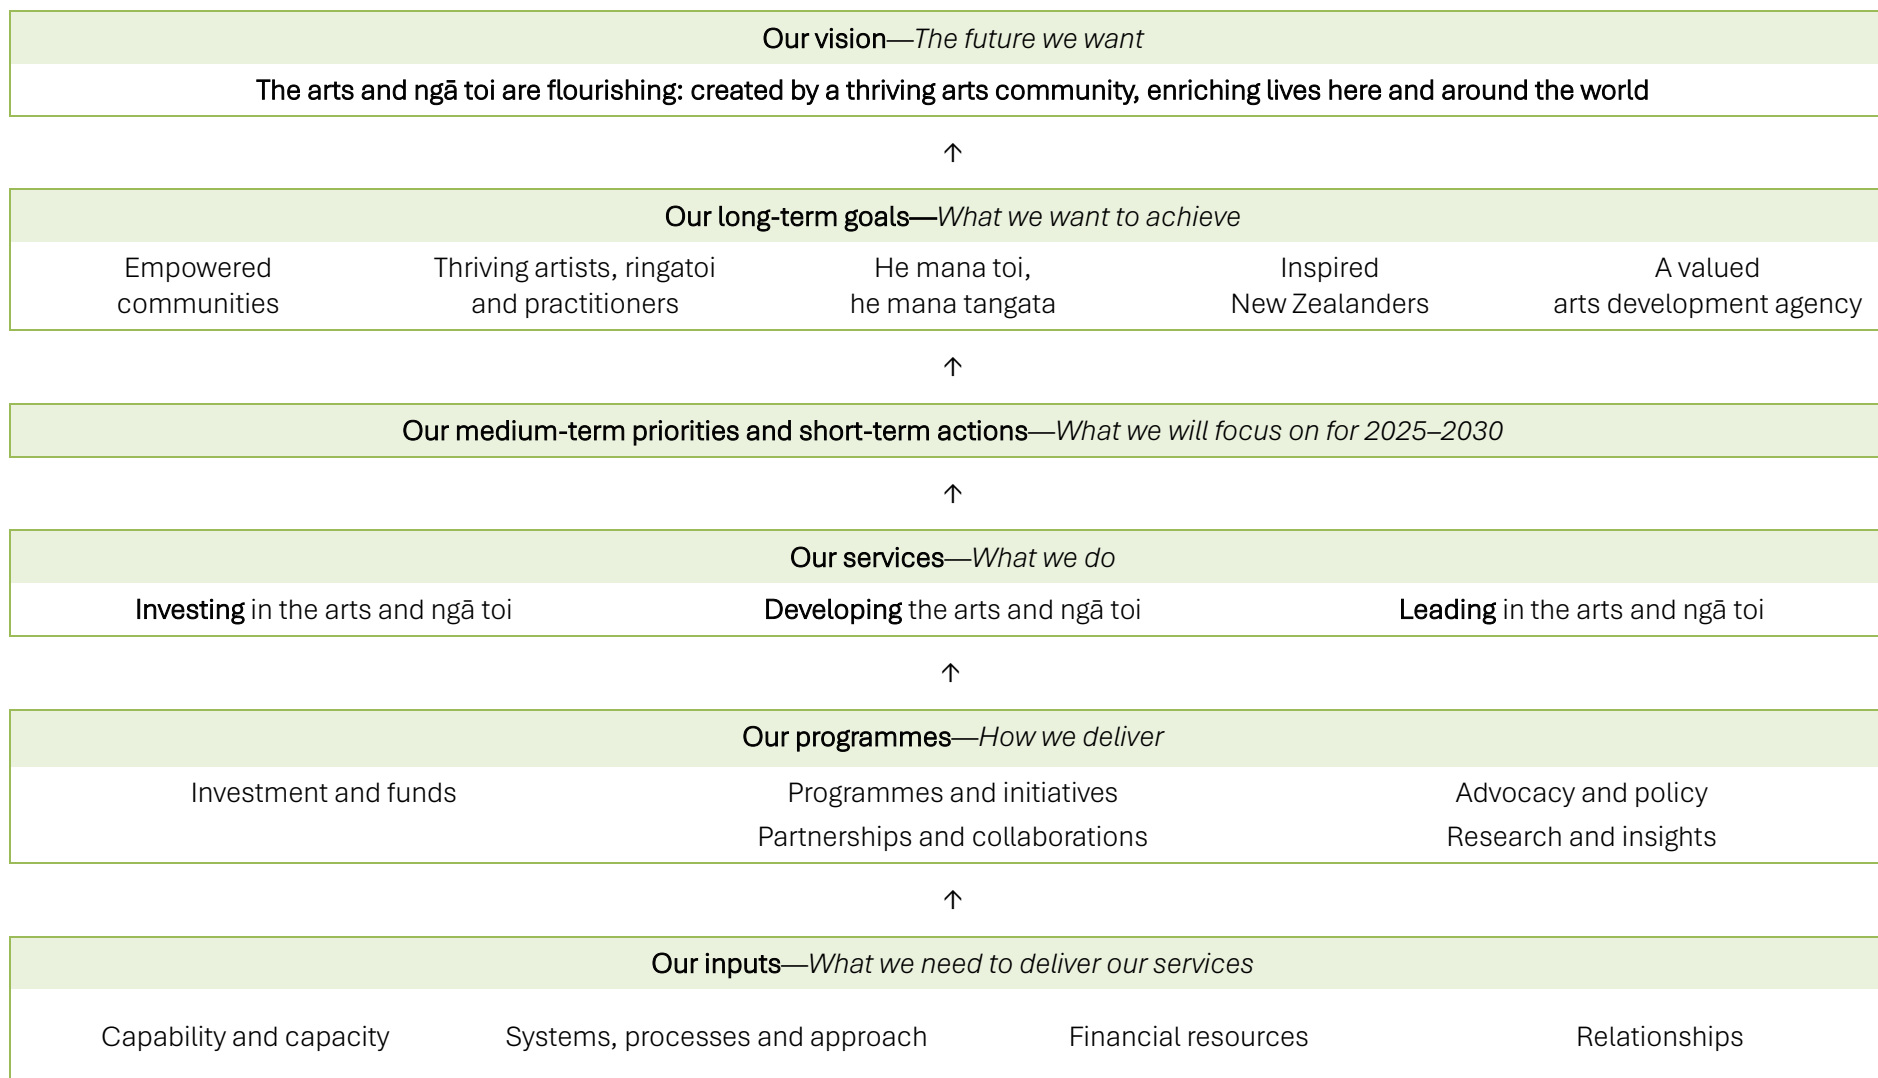 Our vision—The future we want
The arts and ngā toi are flourishing: created by a thriving arts community, enriching lives here and around the world
↑
Our long-term goals—What we want to achieve
Empowered communities
Thriving artists, ringatoi and practitioners
He mana toi, he mana tangata
Inspired New Zealanders
A valued arts development agency
↑
Our medium-term priorities and short-term actions—What we will focus on for 2025–2030
↑
Our services—What we do
Investing in the arts and ngā toi
Developing the arts and ngā toi
Leading in the arts and ngā toi
↑
Our programmes—How we deliver
Investment and funds
Programmes and initiatives
Partnerships and collaborations
Advocacy and policy
Research and insights
↑
Our inputs—What we need to deliver our services
Capability and capacity
Systems, processes and approach
Financial resources
Relationships